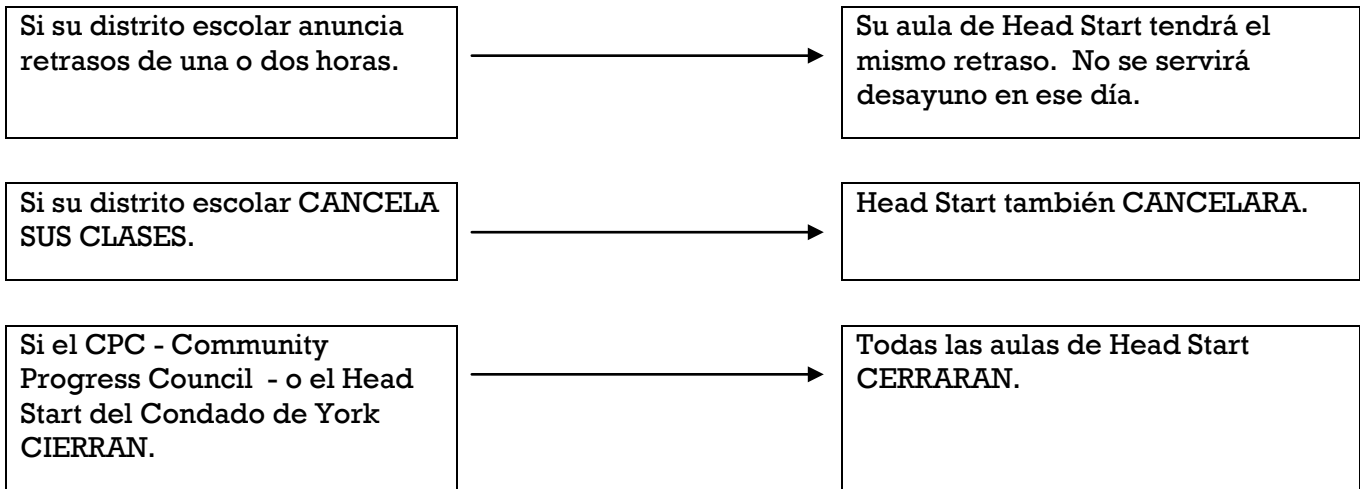 Si su distrito escolar anuncia
retrasos de una o dos horas.
Su aula de Head Start tendrá el
mismo retraso.  No se servirá
desayuno en ese día.
Si su distrito escolar CANCELA
SUS CLASES.
Head Start también CANCELARA.
Si el CPC - Community
Progress Council  - o el Head
Start del Condado de York
CIERRAN.
Todas las aulas de Head Start
CERRARAN.